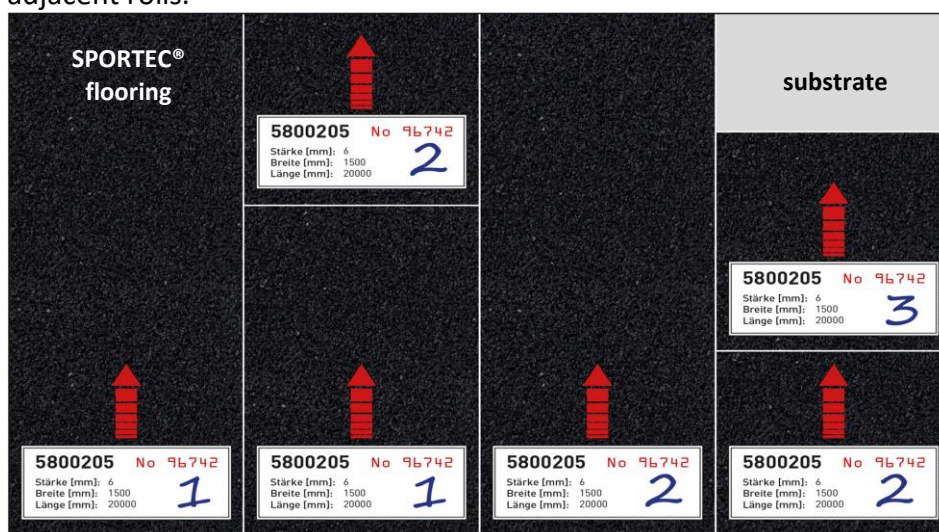 adjacent rolls.
SPORTEC®
flooring
substrate
5800205 No 96742
Stärke [mm]: 6
Breite [mm]: 1500
Länge [mm]: 20000
2
5800205 No 96742
Stärke [mm]: 6
Breite [mm]: 1500
Länge [mm]: 20000
3
5800205 No 96742
Stärke [mm]: 6
Breite [mm]: 1500
Länge [mm]: 20000
1
5800205 No 96742
Stärke [mm]: 6
Breite [mm]: 1500
Länge [mm]: 20000
1
5800205 No 96742
Stärke [mm]: 6
Breite [mm]: 1500
Länge [mm]: 20000
2
5800205 No 96742
Stärke [mm]: 6
Breite [mm]: 1500
Länge [mm]: 20000
2